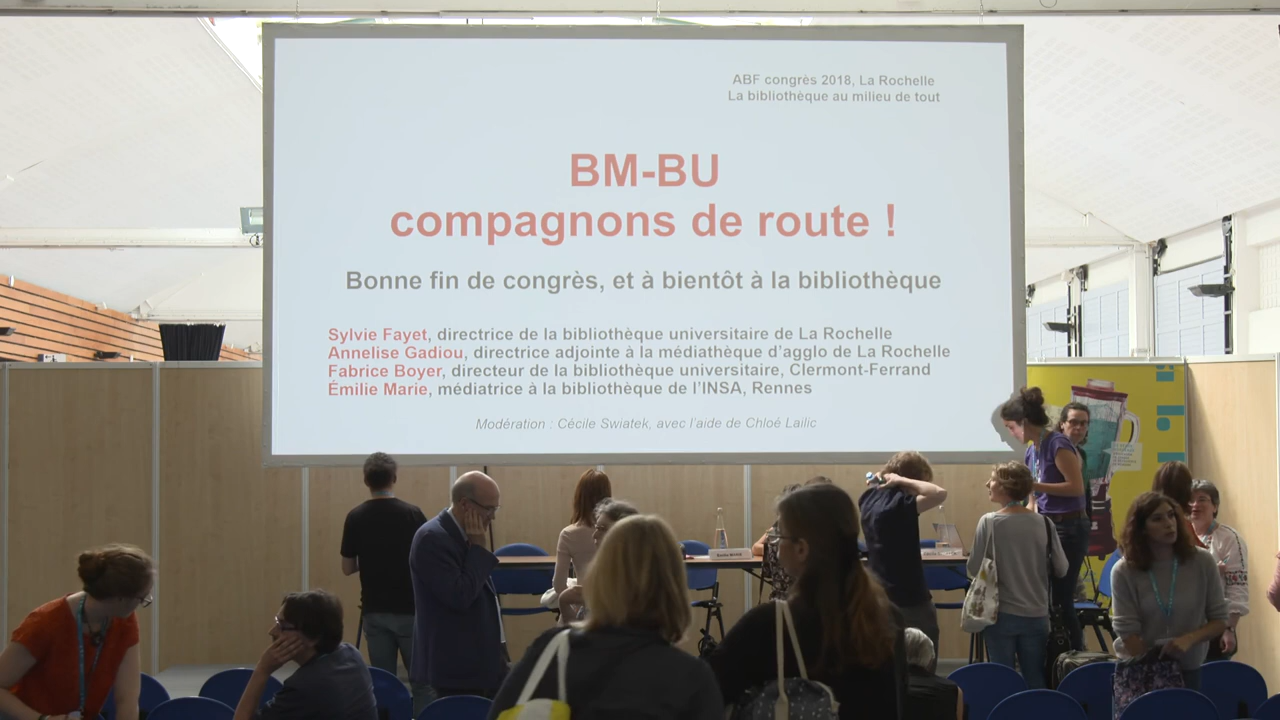 ABF congrès 2018, La Rochelle
La bibliothèque au milieu de tout
BM-BU
compagnons de route !
Bonne fin de congrès, et à bientôt à la bibliothèque
Sylvie Fayet, directrice de la bibliothèque universitaire de La Rochelle
Annelise Gadiou, directrice adjointe à la médiathèque d'agglo de La Rochelle
Fabrice Boyer, directeur de la bibliothèque universitaire, Clermont-Ferrand
Émilie Marie, médiatrice à la bibliothèque de l'INSA, Rennes
Modération : Cécile Swiatek, avec l'aide de Chloé Lailic